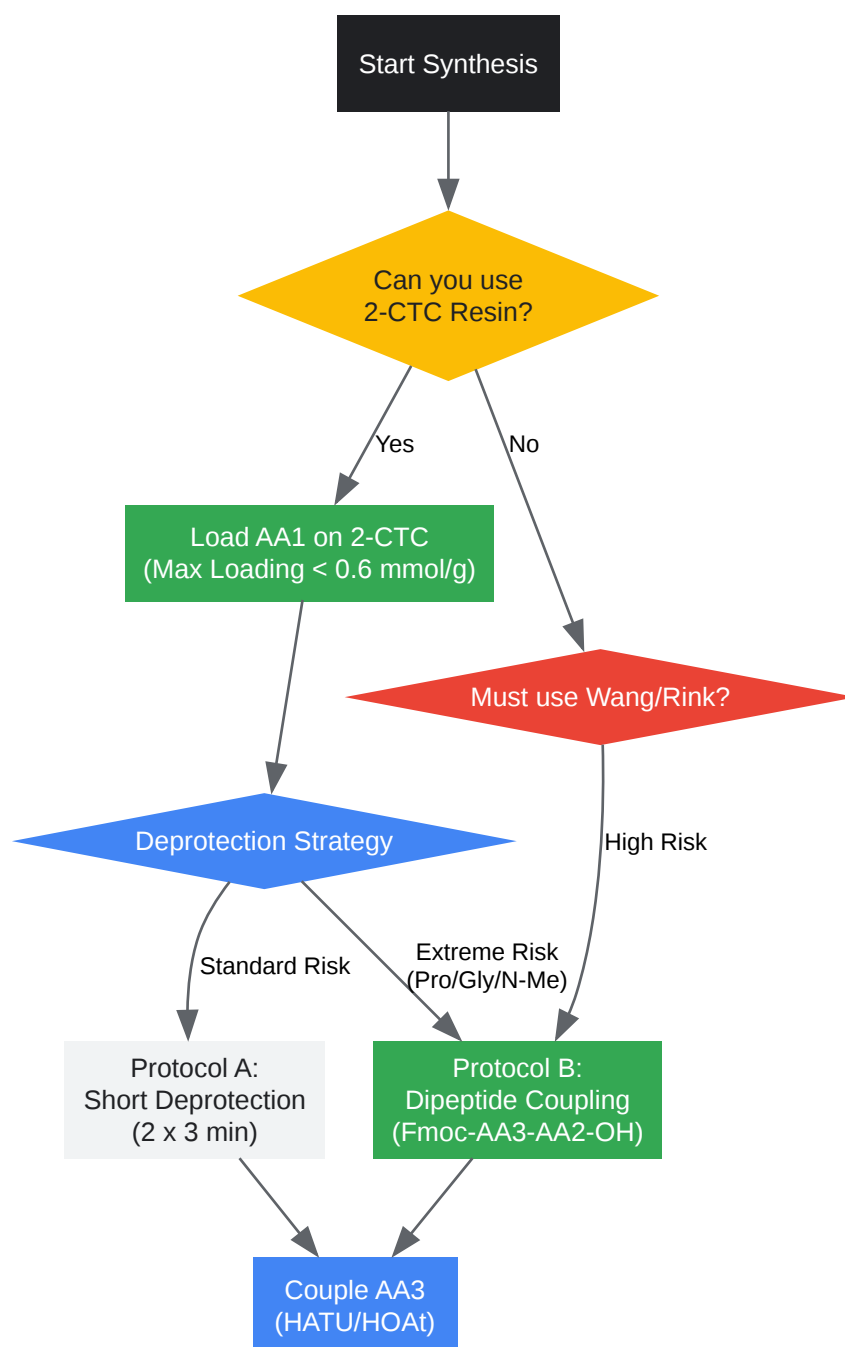 Start Synthesis
Can you use
2-CTC Resin?
Yes
No
Load AA1 on 2-CTC
(Max Loading < 0.6 mmol/g)
Must use Wang/Rink?
Deprotection Strategy
High Risk
Standard Risk
Extreme Risk
(Pro/Gly/N-Me)
Protocol A:
Short Deprotection
(2 x 3 min)
Protocol B:
Dipeptide Coupling
(Fmoc-AA3-AA2-OH)
Couple AA3
(HATU/HOAt)